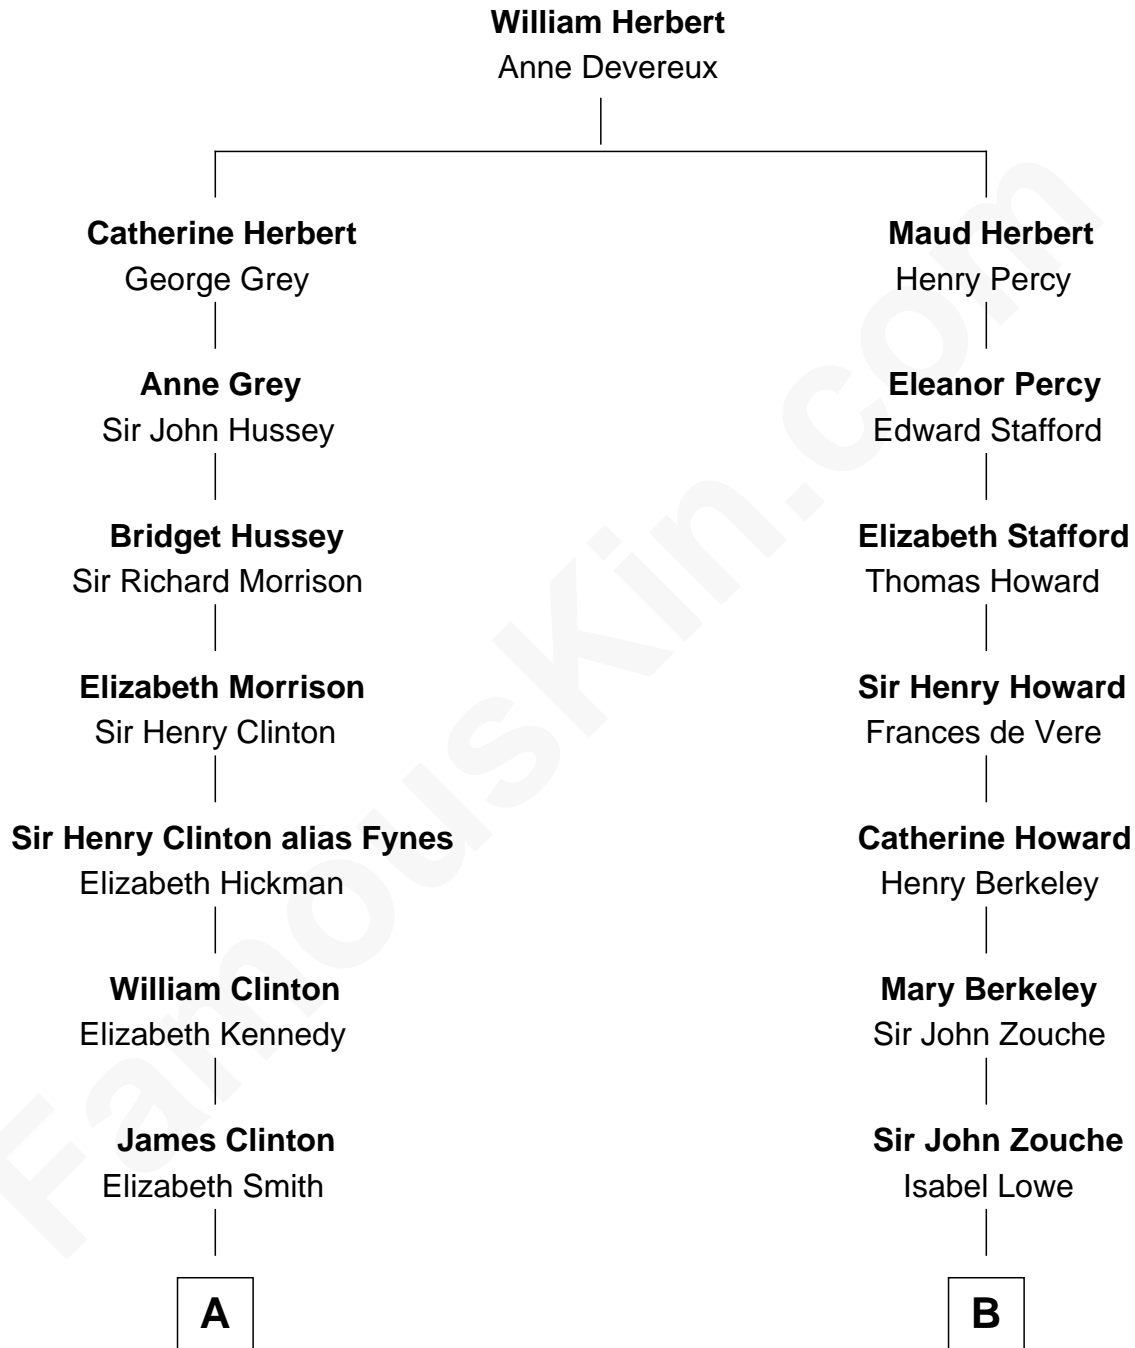 William Herbert
Anne Devereux
Catherine Herbert
George Grey
Maud Herbert
Henry Percy
Anne Grey
Sir John Hussey
Eleanor Percy
Edward Stafford
Bridget Hussey
Sir Richard Morrison
Elizabeth Stafford
Thomas Howard
Elizabeth Morrison
Sir Henry Clinton
Sir Henry Howard
Frances de Vere
Sir Henry Clinton alias Fynes
Elizabeth Hickman
Catherine Howard
Henry Berkeley
William Clinton
Elizabeth Kennedy
Mary Berkeley
Sir John Zouche
James Clinton
Elizabeth Smith
Sir John Zouche
Isabel Lowe
A
B
FamousKin.com